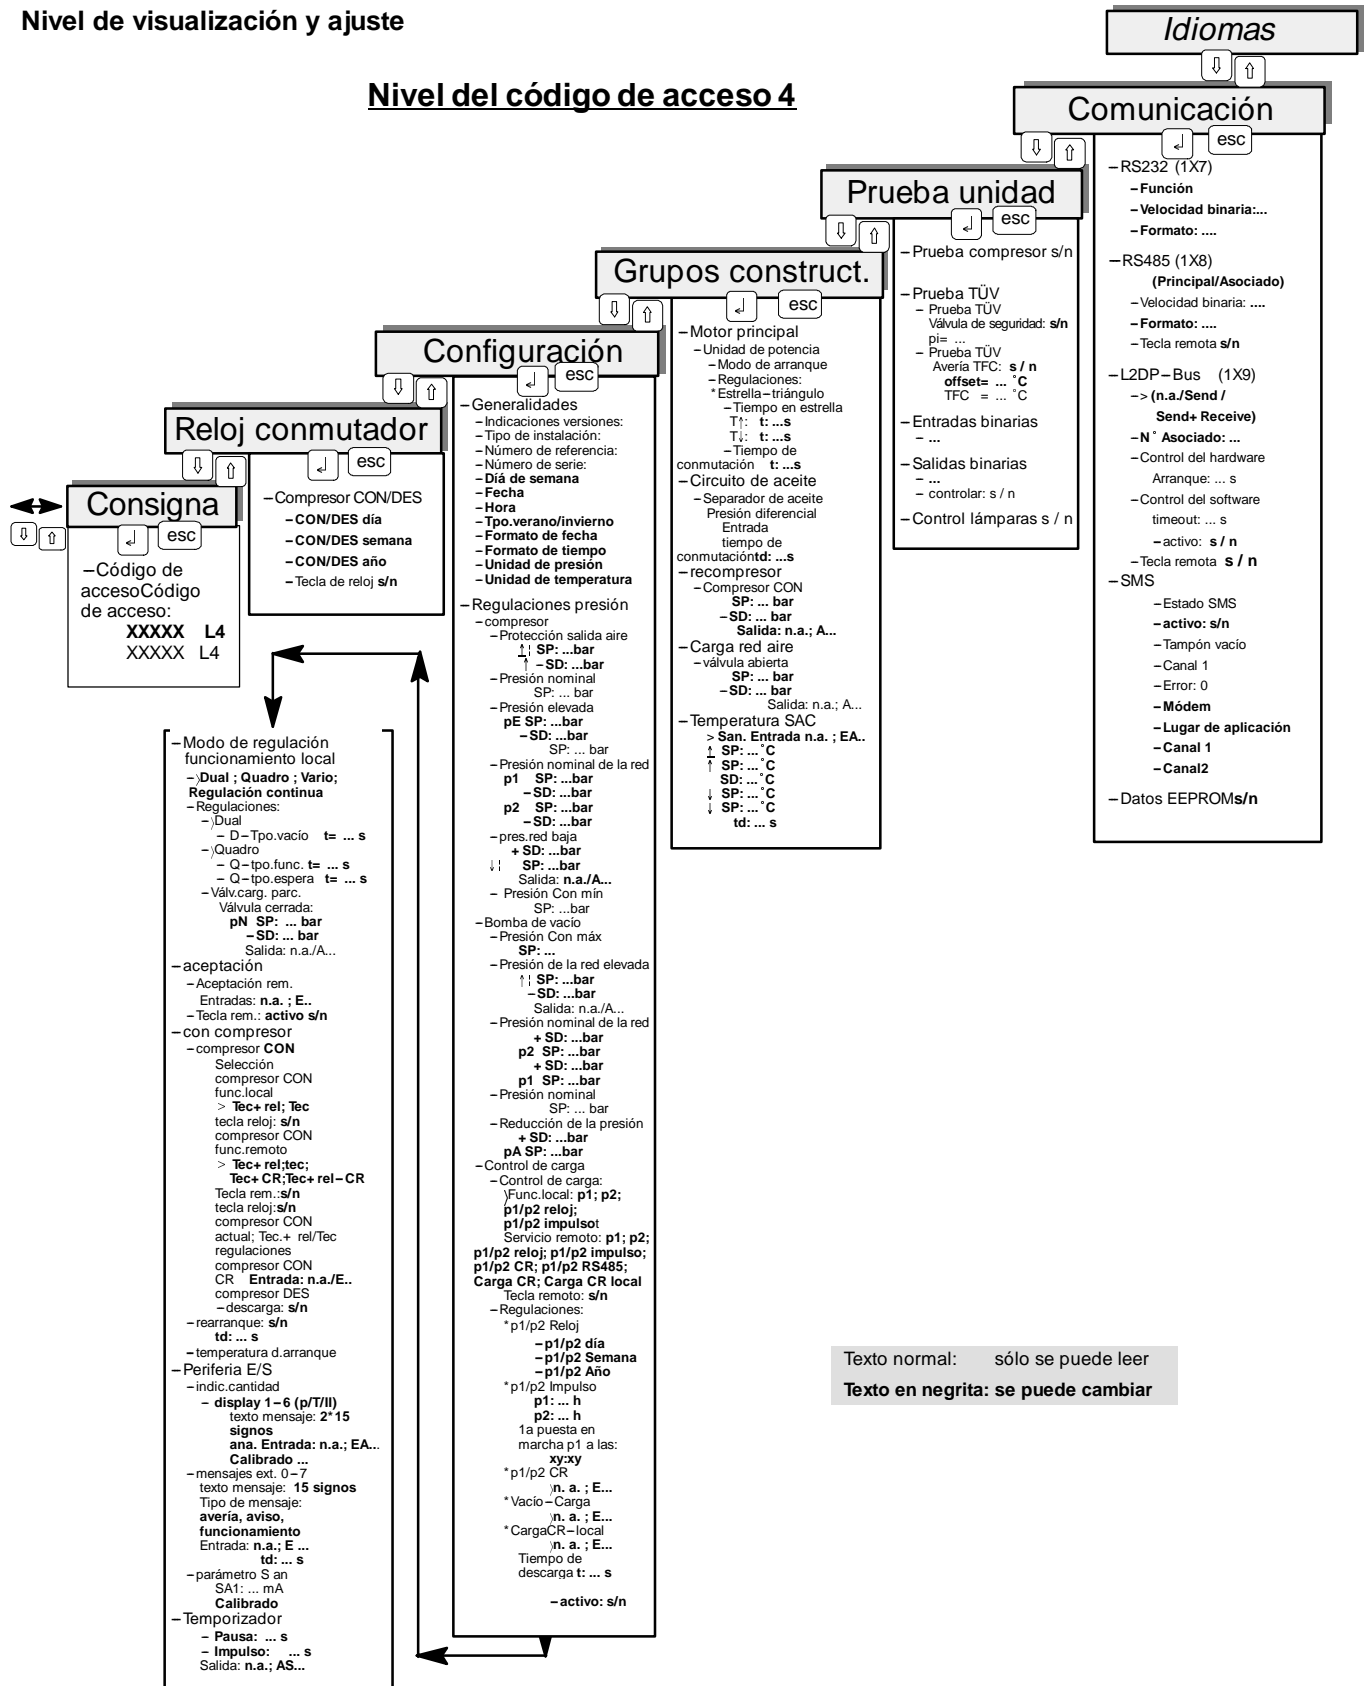 Nivel de visualización y ajuste
Nivel del código de acceso 4
Idiomas
Comunicación
esc
–RS232 (1X7)
–Función
–Velocidad binaria:...
–Formato: ....
–RS485 (1X8)
(Principal/Asociado)
–Velocidad binaria: ....
–Formato: ....
–Tecla remota s/n
–L2DP–Bus (1X9)
–> (n.a./Send /
Send+ Receive)
–N° Asociado: ...
–Control del hardware
Arranque: ... s
–Control del software
timeout: ... s
–activo: s / n
–Tecla remota s / n
–SMS
–Estado SMS
–activo: s/n
–Tampón vacío
–Canal 1
–Error: 0
–Módem
–Lugar de aplicación
–Canal 1
–Canal2
–Datos EEPROMs/n
Prueba unidad
esc
–Prueba compresor s/n
–Prueba TÜV
– Prueba TÜV
Válvula de seguridad: s/n
pi= ...
– Prueba TÜV
Avería TFC: s / n
offset= ... °C
TFC = ... °C
–Entradas binarias
– ...
–Salidas binarias
– ...
– controlar: s / n
–Control lámparas s / n
Grupos construct.
esc
–Motor principal
–Unidad de potencia
–Modo de arranque
–Regulaciones:
*Estrella–triángulo
–Tiempo en estrella
T↑: t: ...s
T↓: t: ...s
–Tiempo de
conmutación t: ...s
–Circuito de aceite
–Separador de aceite
Presión diferencial
Entrada
tiempo de
conmutacióntd: ...s
–recompresor
–Compresor CON
SP: ... bar
–SD: ... bar
Salida: n.a.; A...
–Carga red aire
–válvula abierta
SP: ... bar
–SD: ... bar
Salida: n.a.; A...
–Temperatura SAC
> San. Entrada n.a. ; EA..
↑ SP: ...°C
↑ SP: ...°C
SD: ...°C
↓ SP: ...°C
↓ SP: ...°C
td: ... s
Configuración
esc
–Generalidades
–Indicaciones versiones:
–Tipo de instalación:
–Número de referencia:
–Número de serie:
–Díá de semana
–Fecha
–Hora
–Tpo.verano/invierno
–Formato de fecha
–Formato de tiempo
–Unidad de presión
–Unidad de temperatura
–Regulaciones presión
–compresor
–Protección salida aire
↑¦ SP: ...bar
↑ –SD: ...bar
–Presión nominal
SP: ... bar
–Presión elevada
pE SP: ...bar
–SD: ...bar
SP: ... bar
–Presión nominal de la red
p1 SP: ...bar
–SD: ...bar
p2 SP: ...bar
–SD: ...bar
–pres.red baja
+ SD: ...bar
↓¦ SP: ...bar
Salida: n.a./A...
– Presión Con mín
SP: ...bar
–Bomba de vacío
–Presión Con máx
SP: ...
–Presión de la red elevada
↑¦ SP: ...bar
–SD: ...bar
Salida: n.a./A...
–Presión nominal de la red
+ SD: ...bar
p2 SP: ...bar
+ SD: ...bar
p1 SP: ...bar
–Presión nominal
SP: ... bar
–Reducción de la presión
+ SD: ...bar
pA SP: ...bar
–Control de carga
–Control de carga:
⟩Func.local: p1; p2;
p1/p2 reloj;
p1/p2 impulsot
Servicio remoto: p1; p2;
p1/p2 reloj; p1/p2 impulso;
p1/p2 CR; p1/p2 RS485;
Carga CR; Carga CR local
Tecla remoto: s/n
–Regulaciones:
*p1/p2 Reloj
–p1/p2 día
–p1/p2 Semana
–p1/p2 Año
*p1/p2 Impulso
p1: ... h
p2: ... h
1a puesta en
marcha p1 a las:
xy:xy
*p1/p2 CR
⟩n. a. ; E...
*Vacío–Carga
⟩n. a. ; E...
*CargaCR–local
⟩n. a. ; E...
Tiempo de
descarga t: ... s
–activo: s/n
Reloj conmutador
esc
–Compresor CON/DES
–CON/DES día
–CON/DES semana
–CON/DES año
–Tecla de reloj s/n
Consigna
esc
–Código de
accesoCódigo
de acceso:
XXXXX L4
XXXXX L4
–Modo de regulación
funcionamiento local
–⟩Dual ; Quadro ; Vario;
Regulación continua
–Regulaciones:
–⟩Dual
– D–Tpo.vacío t= ... s
–⟩Quadro
– Q–tpo.func. t= ... s
– Q–tpo.espera t= ... s
–Válv.carg. parc.
Válvula cerrada:
pN SP: ... bar
–SD: ... bar
Salida: n.a./A...
–aceptación
–Aceptación rem.
Entradas: n.a. ; E..
–Tecla rem.: activo s/n
–con compresor
–compresor CON
Selección
compresor CON
func.local
> Tec+ rel; Tec
tecla reloj: s/n
compresor CON
func.remoto
> Tec+ rel;tec;
Tec+ CR;Tec+ rel–CR
Tecla rem.:s/n
tecla reloj:s/n
compresor CON
actual; Tec.+ rel/Tec
regulaciones
compresor CON
CR Entrada: n.a./E..
compresor DES
–descarga: s/n
–rearranque: s/n
td: ... s
–temperatura d.arranque
–Periferia E/S
–indic.cantidad
– display 1–6 (p/T/II)
texto mensaje: 2*15
signos
ana. Entrada: n.a.; EA...
Calibrado ...
–mensajes ext. 0–7
texto mensaje: 15 signos
Tipo de mensaje:
avería, aviso,
funcionamiento
Entrada: n.a.; E ...
td: ... s
–parámetro S an
SA1: ... mA
Calibrado
–Temporizador
– Pausa: ... s
– Impulso: ... s
Salida: n.a.; AS...
Texto normal: sólo se puede leer
Texto en negrita: se puede cambiar